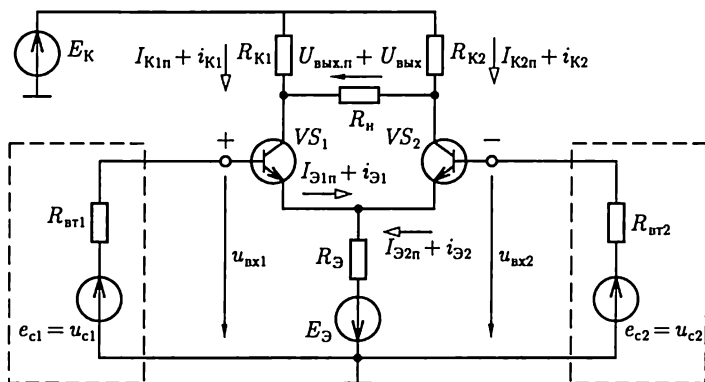 E_К
I_К1п + i_К1
R_К1
U_вых.п + U_вых
R_К2
I_К2п + i_К2
R_н
+
VS_1
VS_2
−
I_Э1п + i_Э1
R_вт1
u_вх1
R_Э
I_Э2п + i_Э2
u_вх2
R_вт2
e_с1 = u_с1
E_Э
e_с2 = u_с2